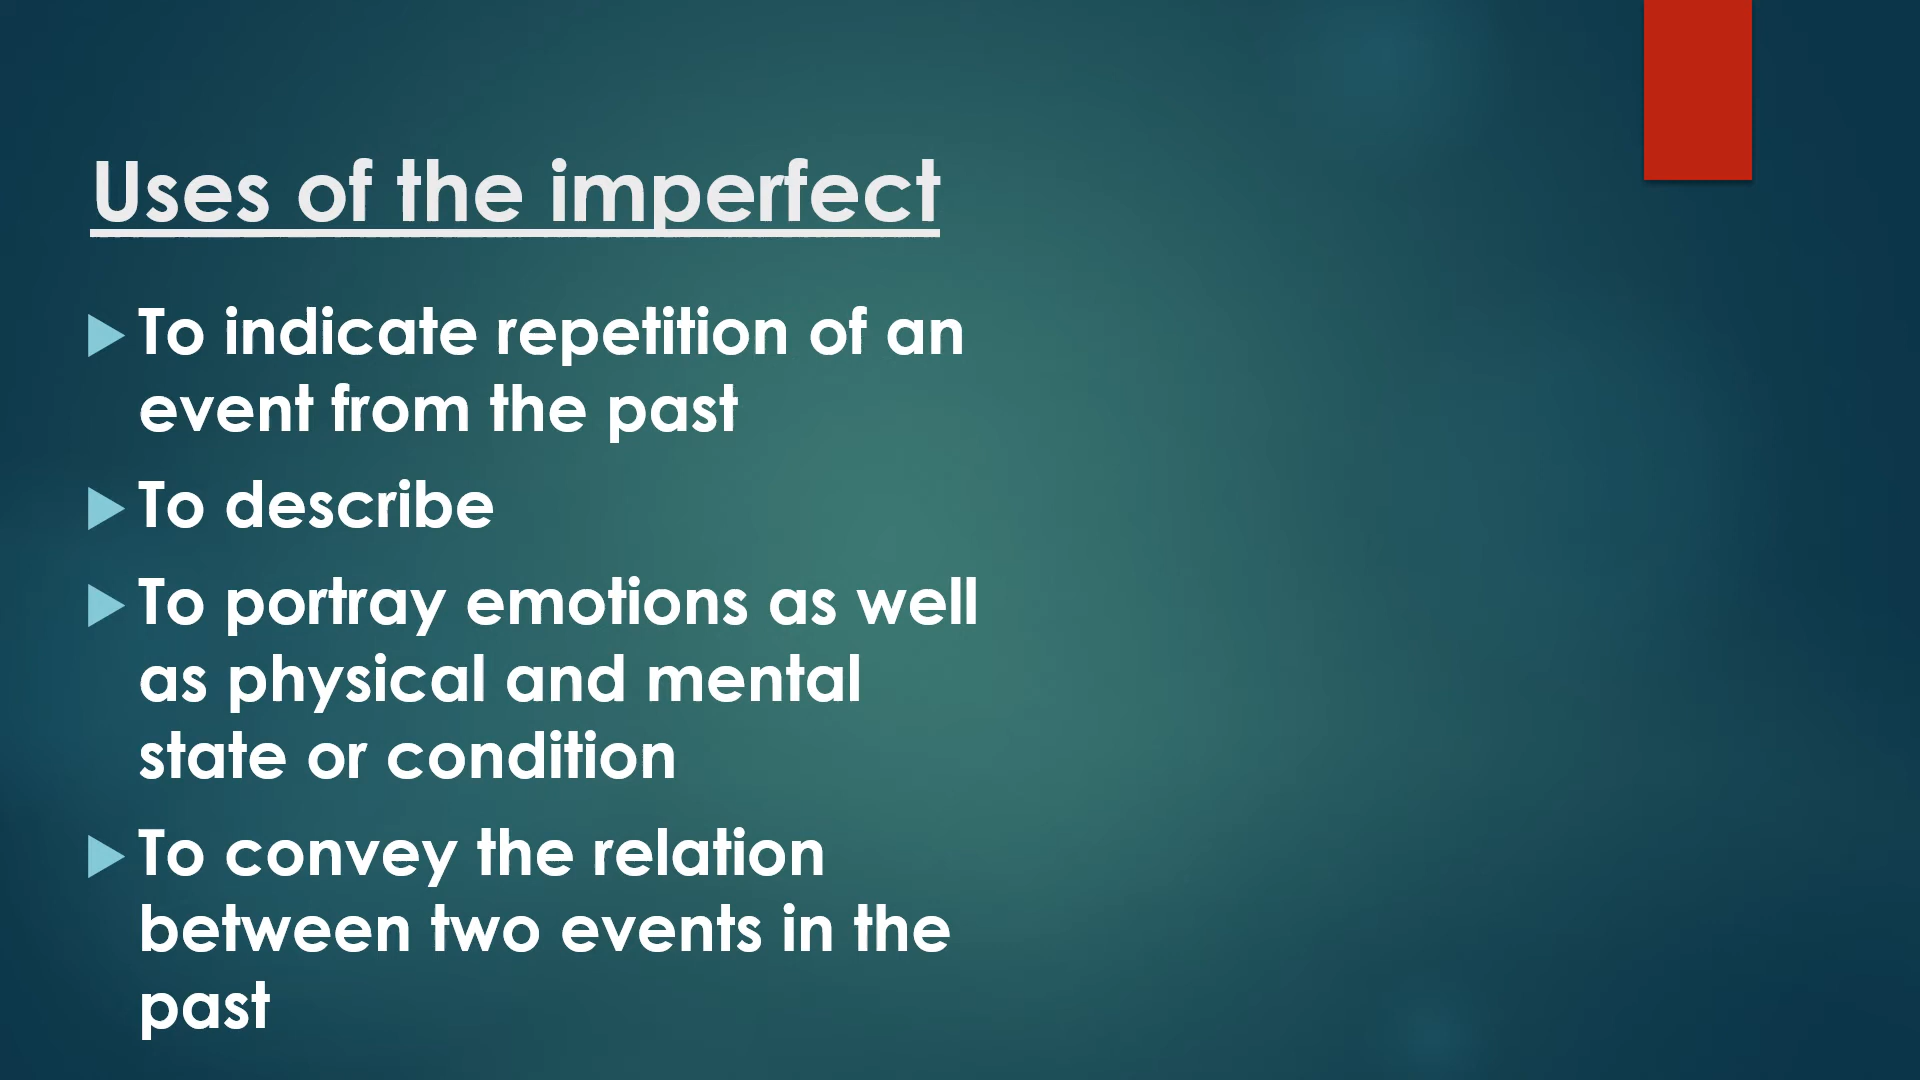 Uses of the imperfect
To indicate repetition of an
event from the past
To describe
To portray emotions as well
as physical and mental
state or condition
To convey the relation
between two events in the
past